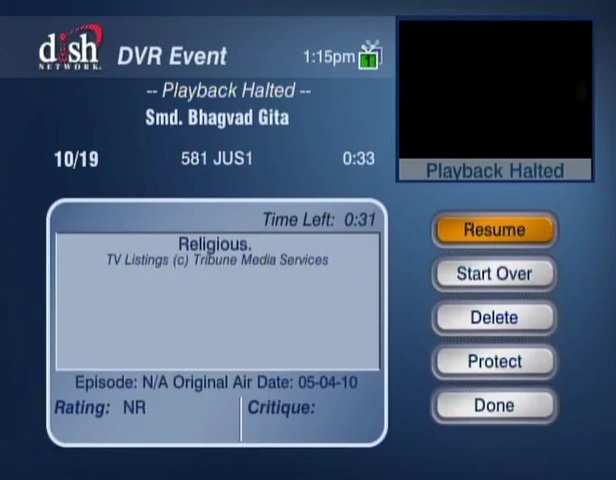 dish
NETWORK
DVR Event
1:15pm 1
-- Playback Halted --
Smd. Bhagvad Gita
10/19 581 JUS1 0:33
Playback Halted
Time Left: 0:31
Religious.
TV Listings (c) Tribune Media Services
Episode: N/A Original Air Date: 05-04-10
Rating: NR Critique:
Resume
Start Over
Delete
Protect
Done